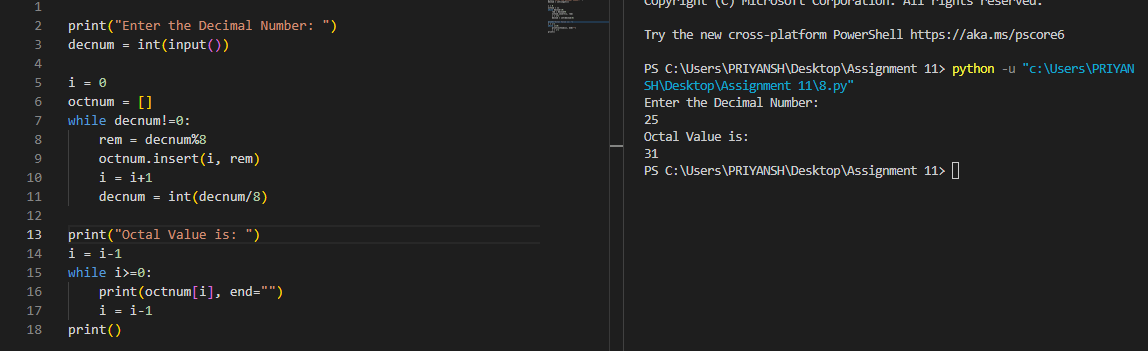 1
2 print("Enter the Decimal Number: ")
3 decnum = int(input())
4
5 i = 0
6 octnum = []
7 while decnum!=0:
8     rem = decnum%8
9     octnum.insert(i, rem)
10     i = i+1
11     decnum = int(decnum/8)
12
13 print("Octal Value is: ")
14 i = i-1
15 while i>=0:
16     print(octnum[i], end="")
17     i = i-1
18 print()
Copyright (C) Microsoft Corporation. All rights reserved.
Try the new cross-platform PowerShell https://aka.ms/pscore6
PS C:\Users\PRIYANSH\Desktop\Assignment 11> python -u "c:\Users\PRIYAN
SH\Desktop\Assignment 11\8.py"
Enter the Decimal Number:
25
Octal Value is:
31
PS C:\Users\PRIYANSH\Desktop\Assignment 11>